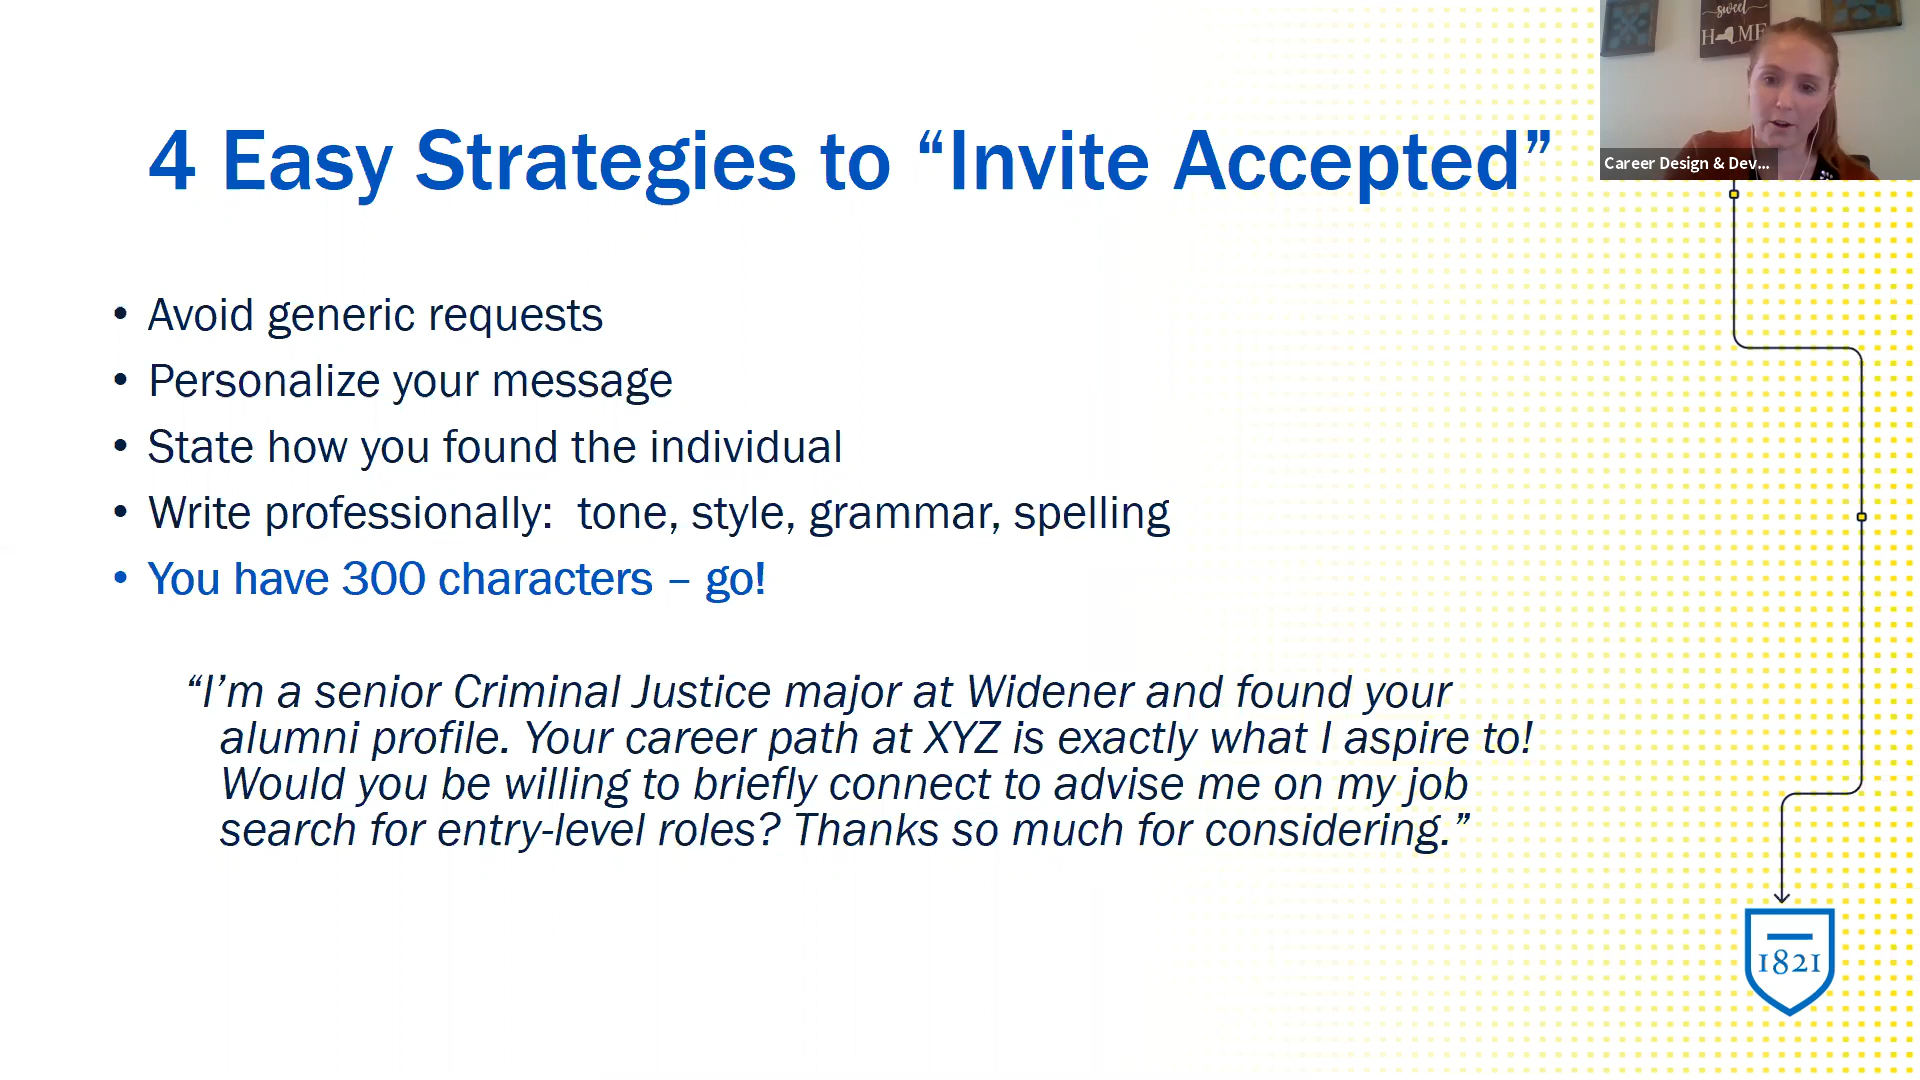 sweet
HOME
Career Design & Dev...
4 Easy Strategies to “Invite Accepted”
• Avoid generic requests
• Personalize your message
• State how you found the individual
• Write professionally:  tone, style, grammar, spelling
• You have 300 characters – go!
“I’m a senior Criminal Justice major at Widener and found your
alumni profile. Your career path at XYZ is exactly what I aspire to!
Would you be willing to briefly connect to advise me on my job
search for entry-level roles? Thanks so much for considering.”
1821